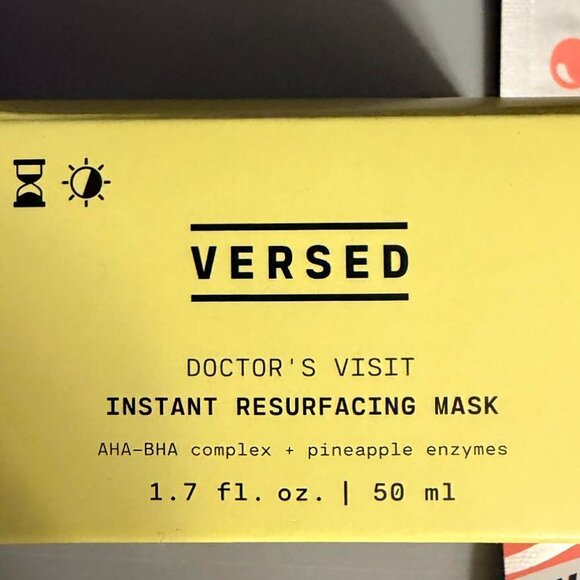 VERSED
DOCTOR'S VISIT
INSTANT RESURFACING MASK
AHA-BHA complex + pineapple enzymes
1.7 fl. oz. | 50 ml